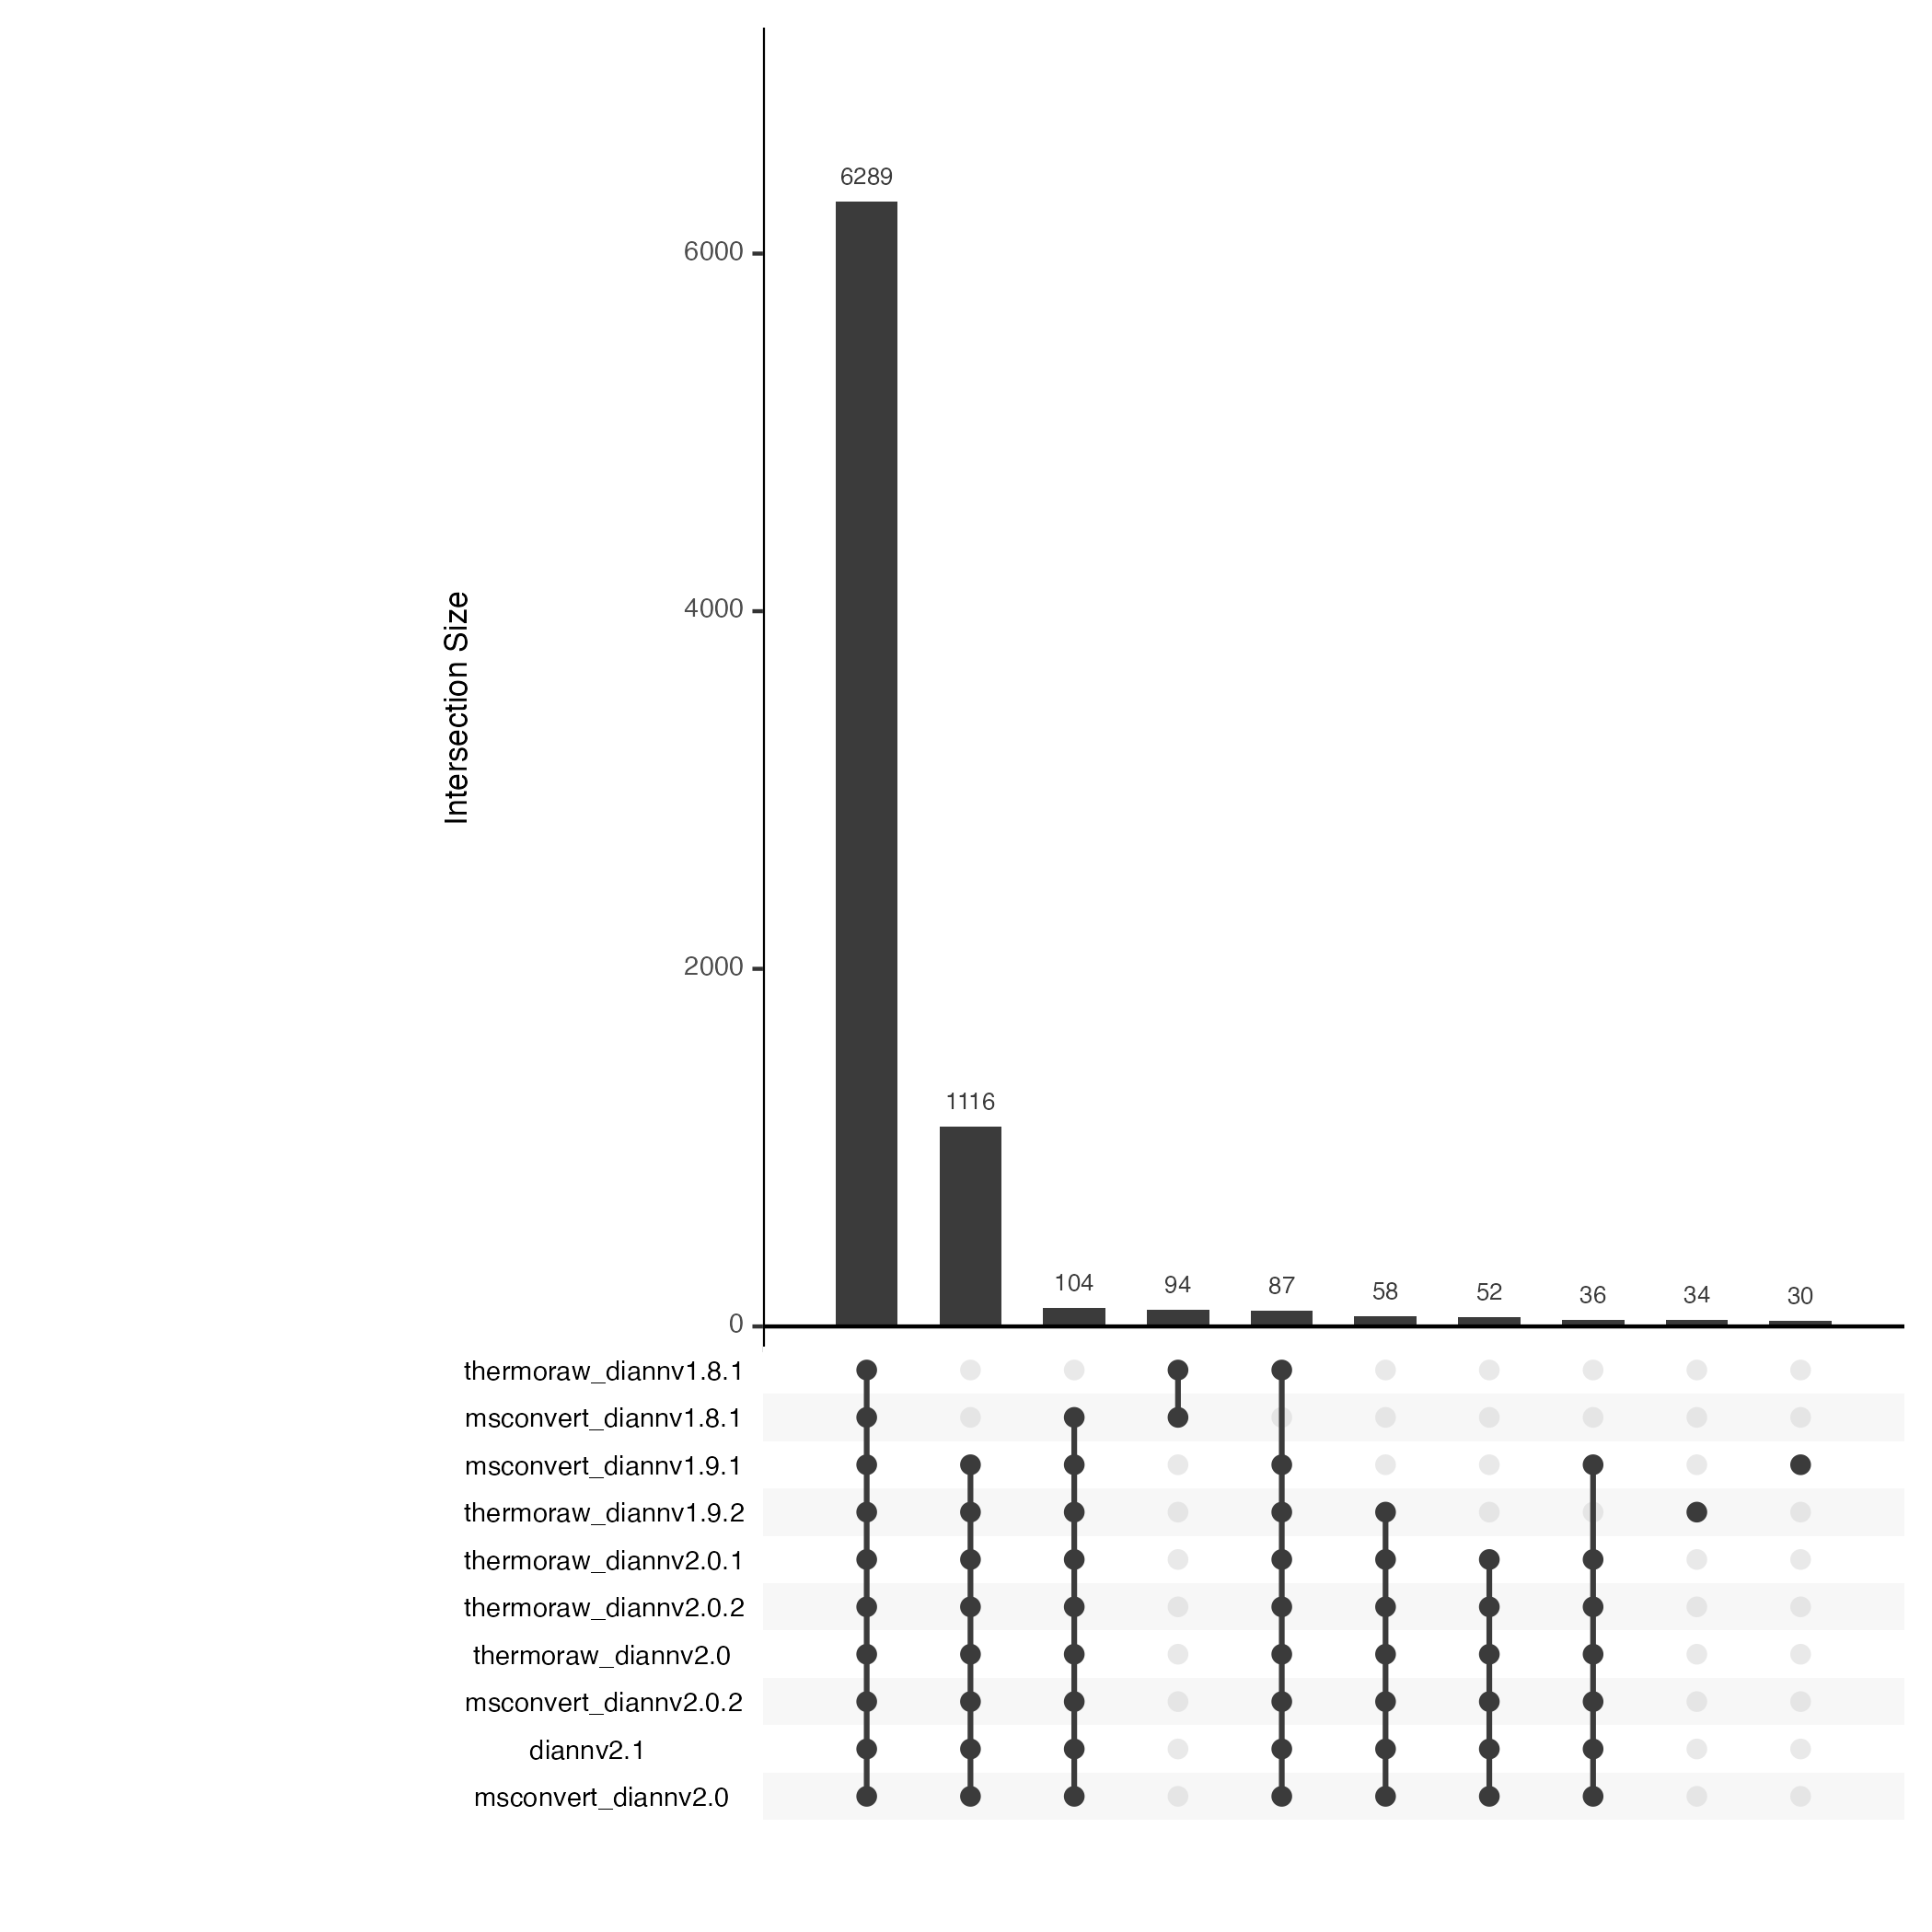 Intersection Size
6000
4000
2000
0
6289
1116
104
94
87
58
52
36
34
30
thermoraw_diannv1.8.1
msconvert_diannv1.8.1
msconvert_diannv1.9.1
thermoraw_diannv1.9.2
thermoraw_diannv2.0.1
thermoraw_diannv2.0.2
thermoraw_diannv2.0
msconvert_diannv2.0.2
diannv2.1
msconvert_diannv2.0